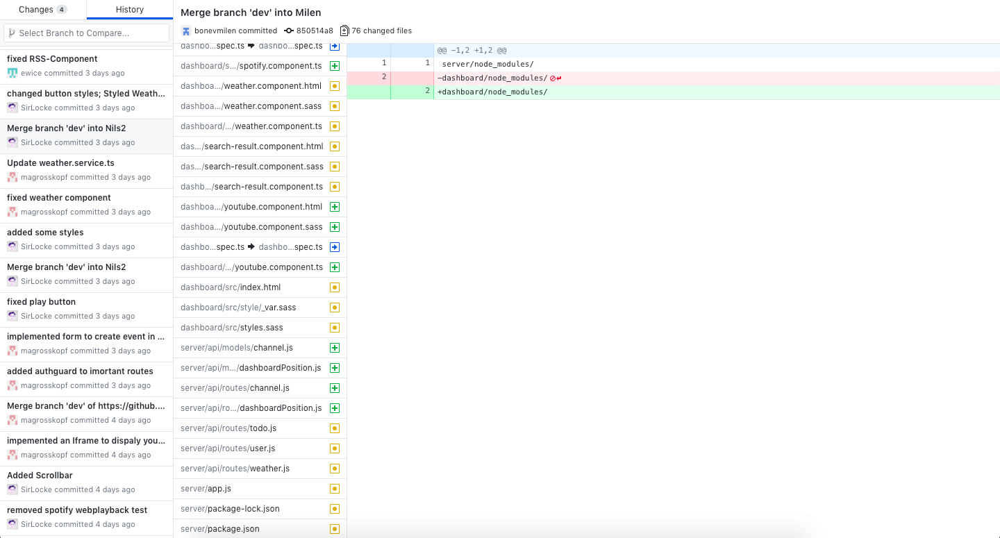 Changes 4 History
Select Branch to Compare...
fixed RSS-Component
ewice committed 3 days ago
changed button styles; Styled Weath...
SirLocke committed 3 days ago
Merge branch 'dev' into Nils2
SirLocke committed 3 days ago
Update weather.service.ts
magrosskopf committed 3 days ago
fixed weather component
magrosskopf committed 3 days ago
added some styles
SirLocke committed 3 days ago
Merge branch 'dev' into Nils2
SirLocke committed 3 days ago
fixed play button
SirLocke committed 3 days ago
implemented form to create event in ...
magrosskopf committed 3 days ago
added authguard to imortant routes
magrosskopf committed 3 days ago
Merge branch 'dev' of https://github....
magrosskopf committed 4 days ago
impemented an Iframe to dispaly you...
magrosskopf committed 4 days ago
Added Scrollbar
SirLocke committed 4 days ago
removed spotify webplayback test
SirLocke committed 4 days ago
Merge branch 'dev' into Milen
bonevmilen committed 850514a8 76 changed files
dashbo...spec.ts dashbo...spec.ts
dashboard/s.../spotify.component.ts
dashboa.../weather.component.html
dashboa.../weather.component.sass
dashboard/.../weather.component.ts
das.../search-result.component.html
das.../search-result.component.sass
dashb.../search-result.component.ts
dashboa.../youtube.component.html
dashboa.../youtube.component.sass
dashbo...spec.ts dashbo...spec.ts
dashboard/.../youtube.component.ts
dashboard/src/index.html
dashboard/src/style/_var.sass
dashboard/src/styles.sass
server/api/models/channel.js
server/api/m.../dashboardPosition.js
server/api/routes/channel.js
server/api/ro.../dashboardPosition.js
server/api/routes/todo.js
server/api/routes/user.js
server/api/routes/weather.js
server/app.js
server/package-lock.json
server/package.json
@@ -1,2 +1,2 @@
1 1 server/node_modules/
2 -dashboard/node_modules/
2 +dashboard/node_modules/